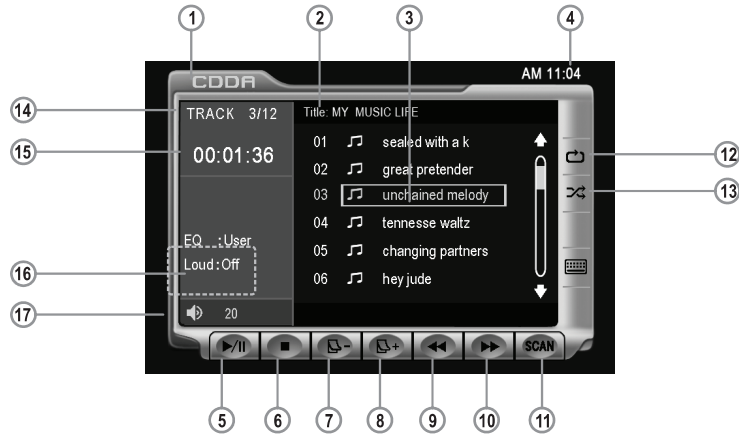 1 2 3 4
AM 11:04
CDDA
14 TRACK 3/12 Title: MY MUSIC LIFE
15 00:01:36
01 sealed with a k
02 great pretender
03 unchained melody
04 tennesse waltz
05 changing partners
06 hey jude
12
13
EQ :User
16 Loud:Off
17 20
- + SCAN
5 6 7 8 9 10 11